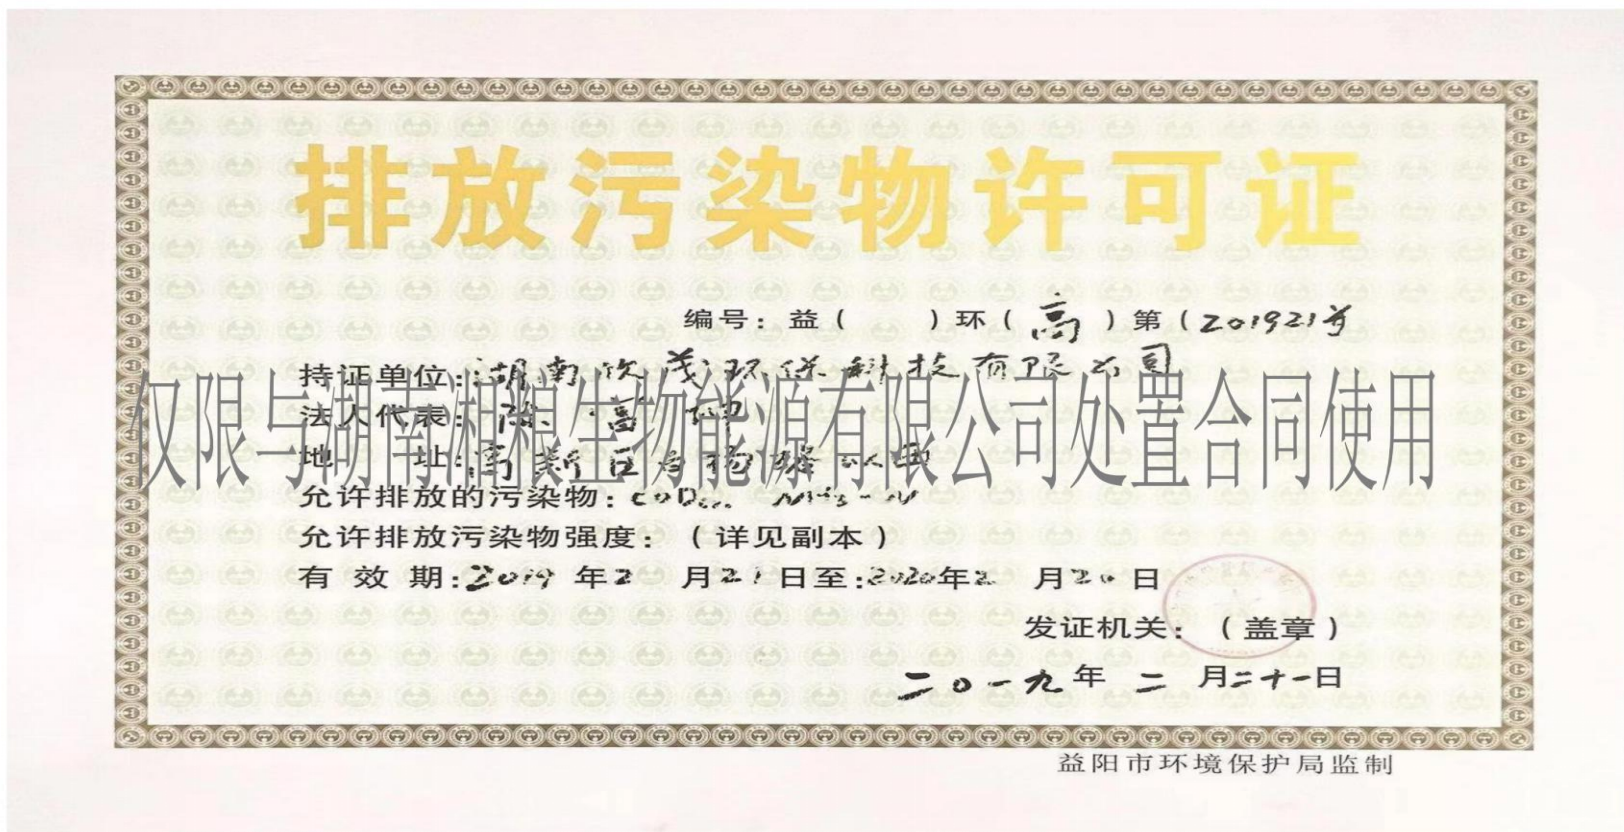 排放污染物许可证
编号：益（ ）环（高）第（201921号
持证单位:湖南欣茂环保科技有限公司
仅限与湖南湘粮生物能源有限公司处置合同使用
法人代表:
地 址:高新区
允许排放的污染物:COD NH3-N
允许排放污染物强度:（详见副本）
有 效 期:2019 年2 月21日至:2020年2 月20日
发证机关:（盖章）
二0一九年 二 月二十一日
益阳市环境保护局监制